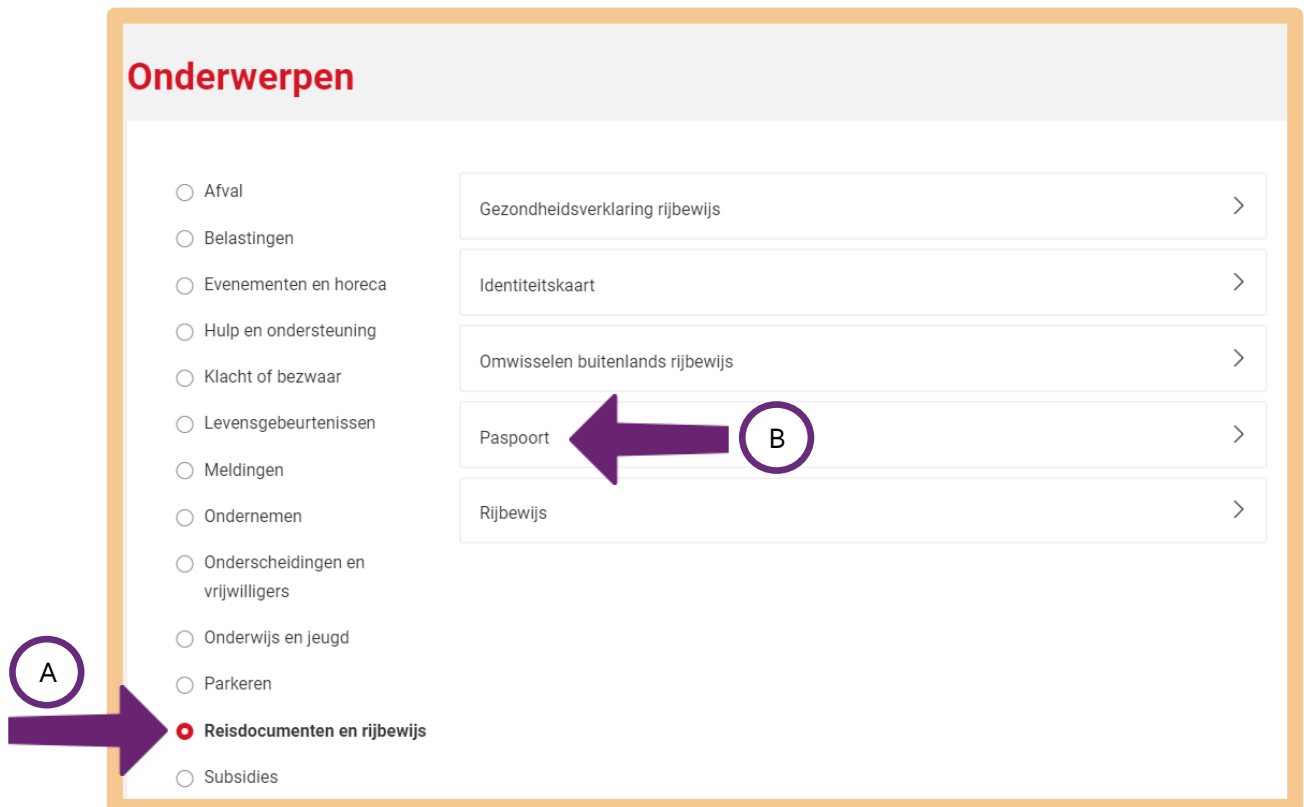 Onderwerpen
Afval
Belastingen
Evenementen en horeca
Hulp en ondersteuning
Klacht of bezwaar
Levensgebeurtenissen
Meldingen
Ondernemen
Onderscheidingen en
vrijwilligers
Onderwijs en jeugd
Parkeren
A
Reisdocumenten en rijbewijs
Subsidies
Gezondheidsverklaring rijbewijs
Identiteitskaart
Omwisselen buitenlands rijbewijs
Paspoort
B
Rijbewijs